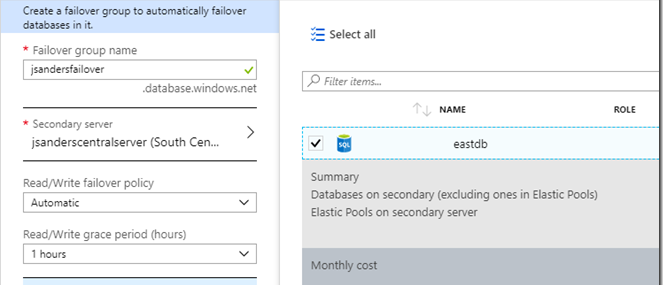 Create a failover group to automatically failover
databases in it.
* Failover group name
jsandersfailover
.database.windows.net
* Secondary server
jsanderscentralserver (South Cen...
Read/Write failover policy
Automatic
Read/Write grace period (hours)
1 hours
Select all
Filter items...
NAME ROLE
SQL eastdb
Summary
Databases on secondary (excluding ones in Elastic Pools)
Elastic Pools on secondary server
Monthly cost